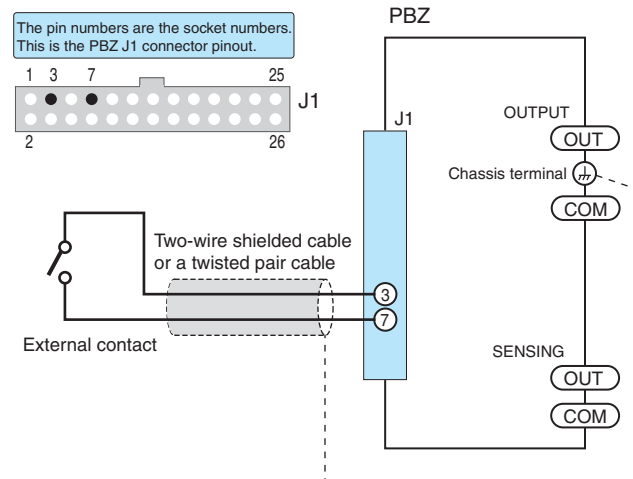 The pin numbers are the socket numbers.
This is the PBZ J1 connector pinout.
1 3 7 25
J1
2 26
PBZ
J1
OUTPUT
OUT
Chassis terminal
COM
Two-wire shielded cable
or a twisted pair cable
3
7
External contact
SENSING
OUT
COM